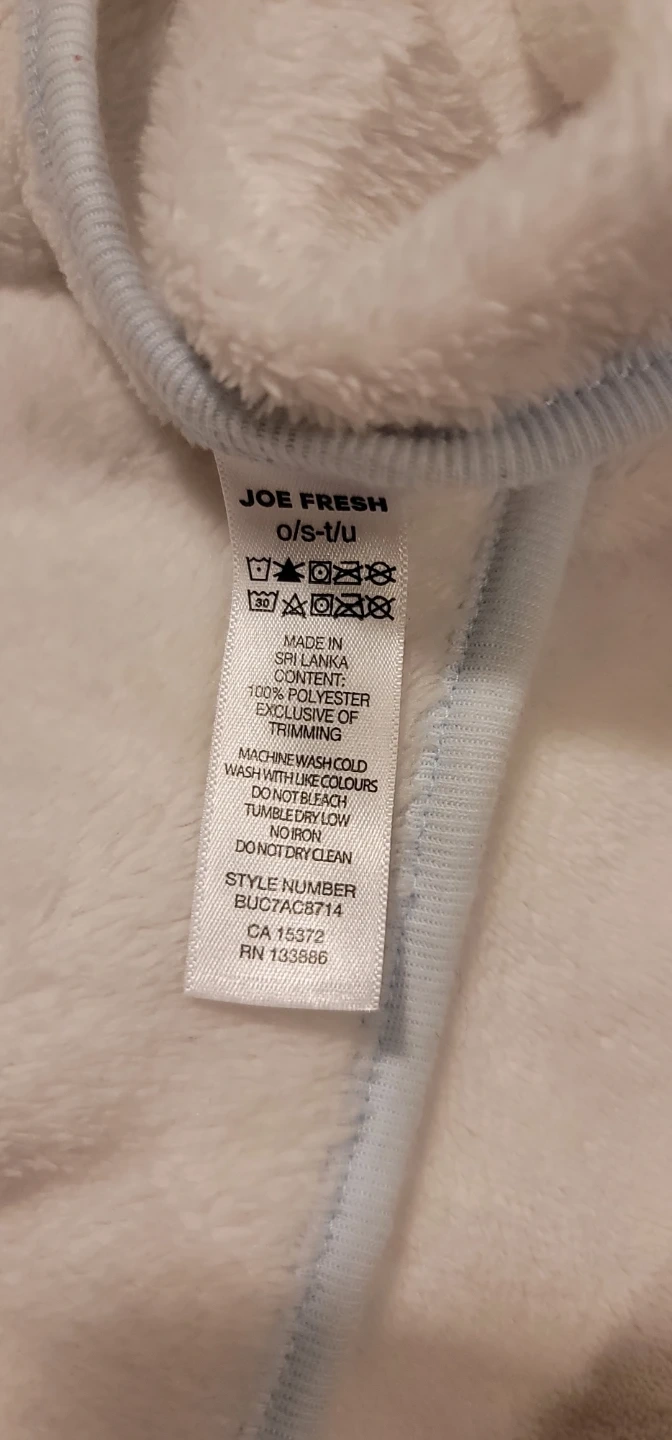 JOE FRESH
o/s-t/u
30
MADE IN
SRI LANKA
CONTENT:
100% POLYESTER
EXCLUSIVE OF
TRIMMING
MACHINE WASH COLD
WASH WITH LIKE COLOURS
DO NOT BLEACH
TUMBLE DRY LOW
NO IRON
DO NOT DRY CLEAN
STYLE NUMBER
BUC7AC8714
CA 15372
RN 133886